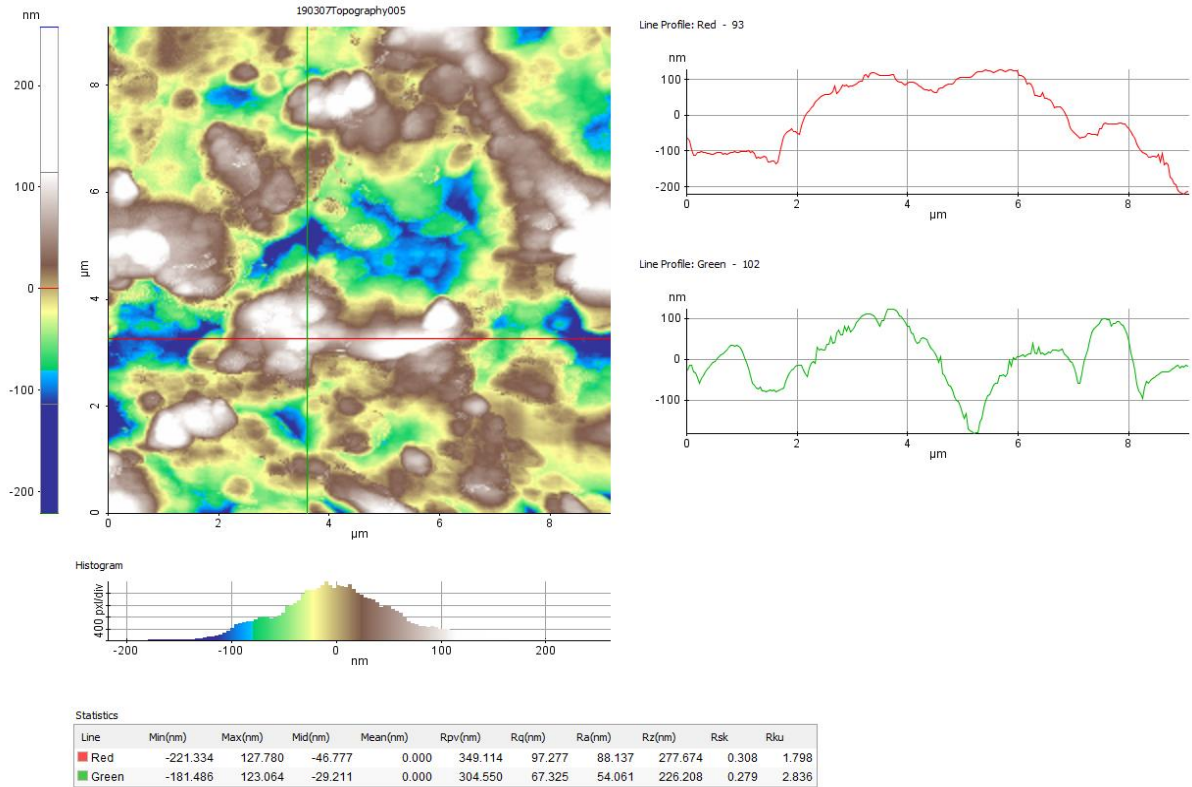 190307Topography005
nm
200
100
0
-100
-200
8
6
4
2
0
µm
0 2 4 6 8
µm
Line Profile: Red - 93
nm
100
0
-100
-200
0 2 4 6 8
µm
Line Profile: Green - 102
nm
100
0
-100
0 2 4 6 8
µm
Histogram
400 pxl/div
-200 -100 0 100 200
nm
Statistics
Line Min(nm) Max(nm) Mid(nm) Mean(nm) Rpv(nm) Rq(nm) Ra(nm) Rz(nm) Rsk Rku
Red -221.334 127.780 -46.777 0.000 349.114 97.277 88.137 277.674 0.308 1.798
Green -181.486 123.064 -29.211 0.000 304.550 67.325 54.061 226.208 0.279 2.836